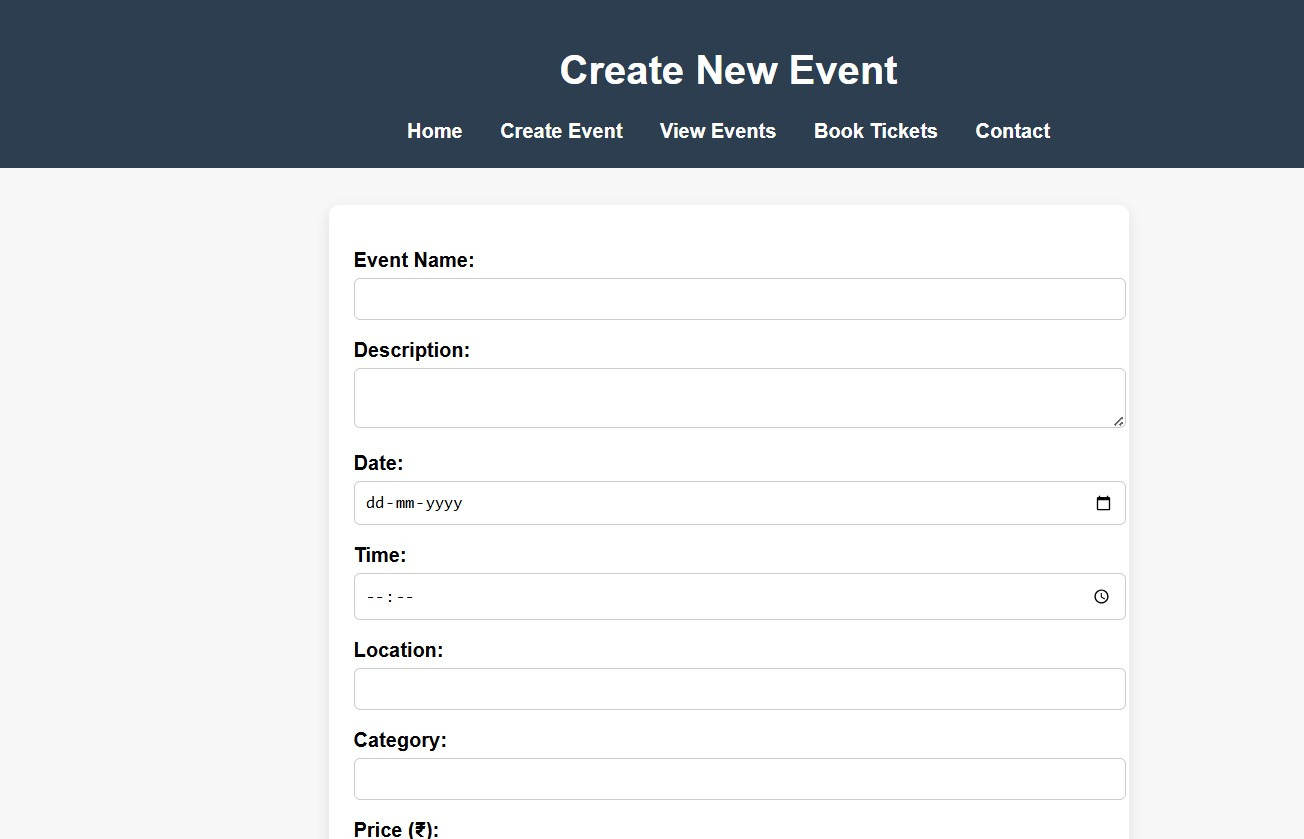 Create New Event
Home Create Event View Events Book Tickets Contact
Event Name:
Description:
Date:
dd-mm-yyyy
Time:
--:--
Location:
Category:
Price (₹):